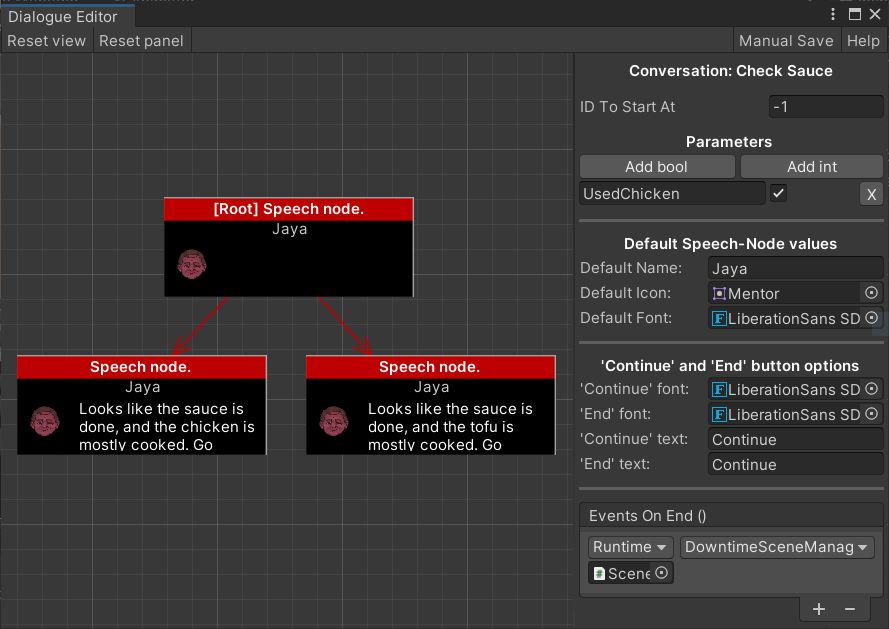 Dialogue Editor
Reset view
Reset panel
Manual Save
Help
[Root] Speech node.
Jaya
Speech node.
Jaya
Looks like the sauce is
done, and the chicken is
mostly cooked. Go
Speech node.
Jaya
Looks like the sauce is
done, and the tofu is
mostly cooked. Go
Conversation: Check Sauce
ID To Start At
-1
Parameters
Add bool
Add int
UsedChicken
X
Default Speech-Node values
Default Name:
Jaya
Default Icon:
Mentor
Default Font:
F
LiberationSans SD
'Continue' and 'End' button options
'Continue' font:
F
LiberationSans SD
'End' font:
F
LiberationSans SD
'Continue' text:
Continue
'End' text:
Continue
Events On End ()
Runtime
DowntimeSceneManag
#
Scene
+
−